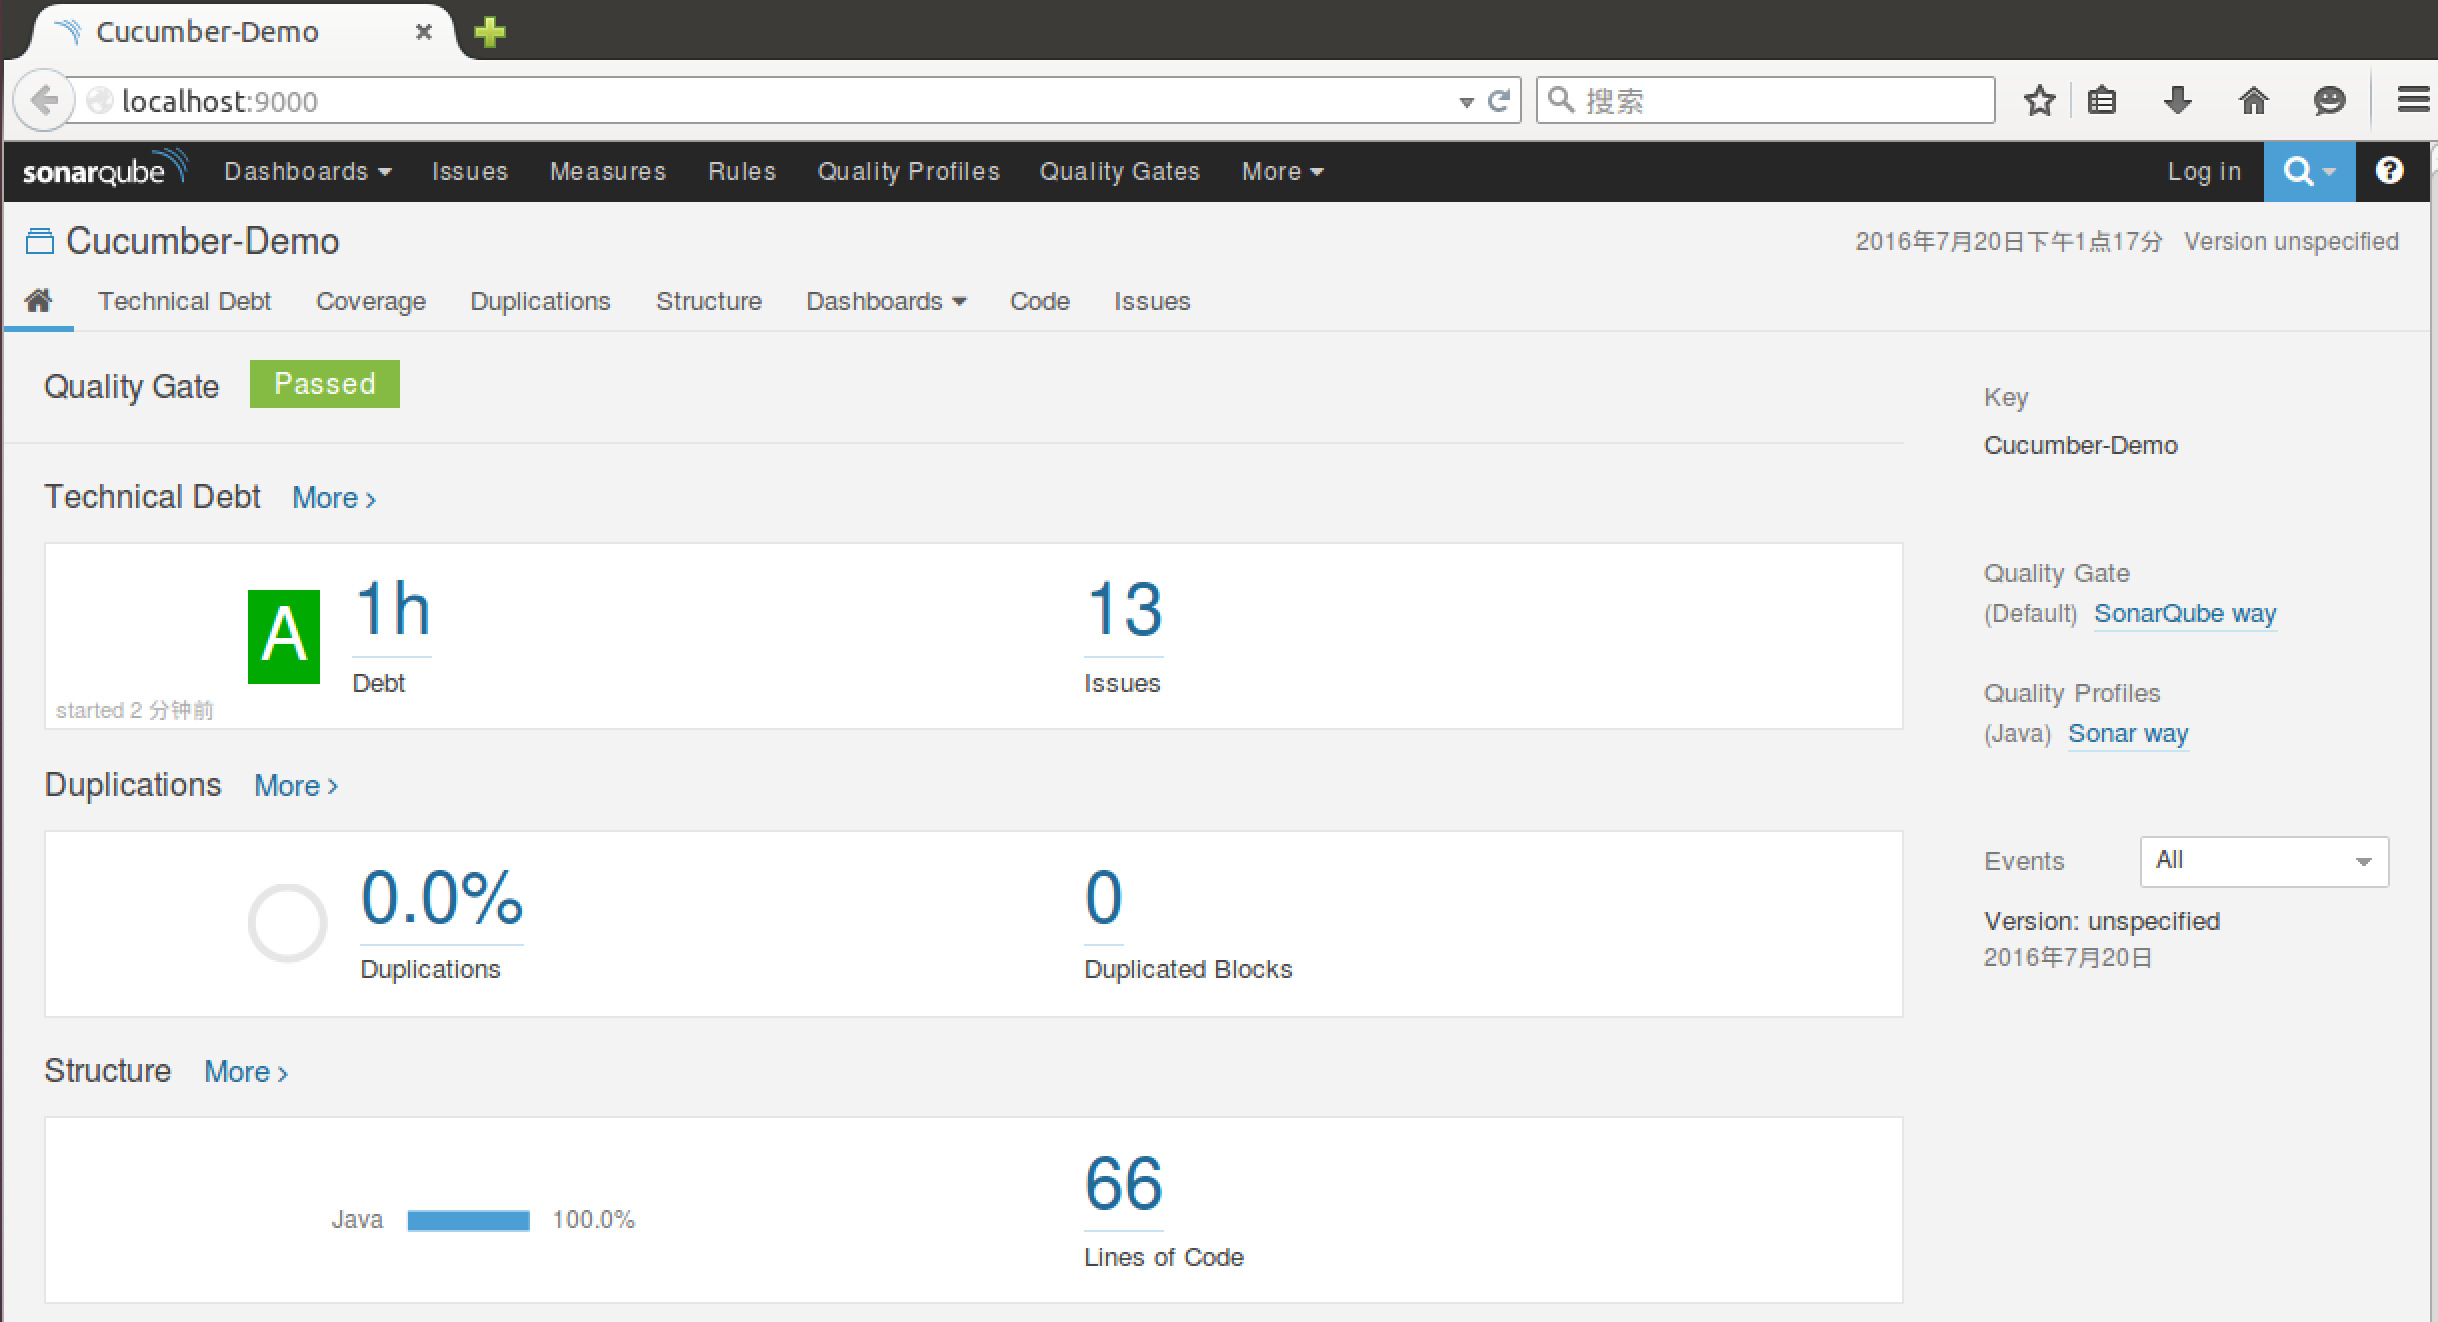 Cucumber-Demo
localhost:9000
搜索
sonarqube Dashboards Issues Measures Rules Quality Profiles Quality Gates More Log in
Cucumber-Demo
2016年7月20日下午1点17分 Version unspecified
Technical Debt Coverage Duplications Structure Dashboards Code Issues
Quality Gate Passed
Technical Debt More >
A 1h 13
Debt Issues
started 2 分钟前
Duplications More >
0.0% 0
Duplications Duplicated Blocks
Structure More >
Java 100.0% 66
Lines of Code
Key
Cucumber-Demo
Quality Gate
(Default) SonarQube way
Quality Profiles
(Java) Sonar way
Events All
Version: unspecified
2016年7月20日